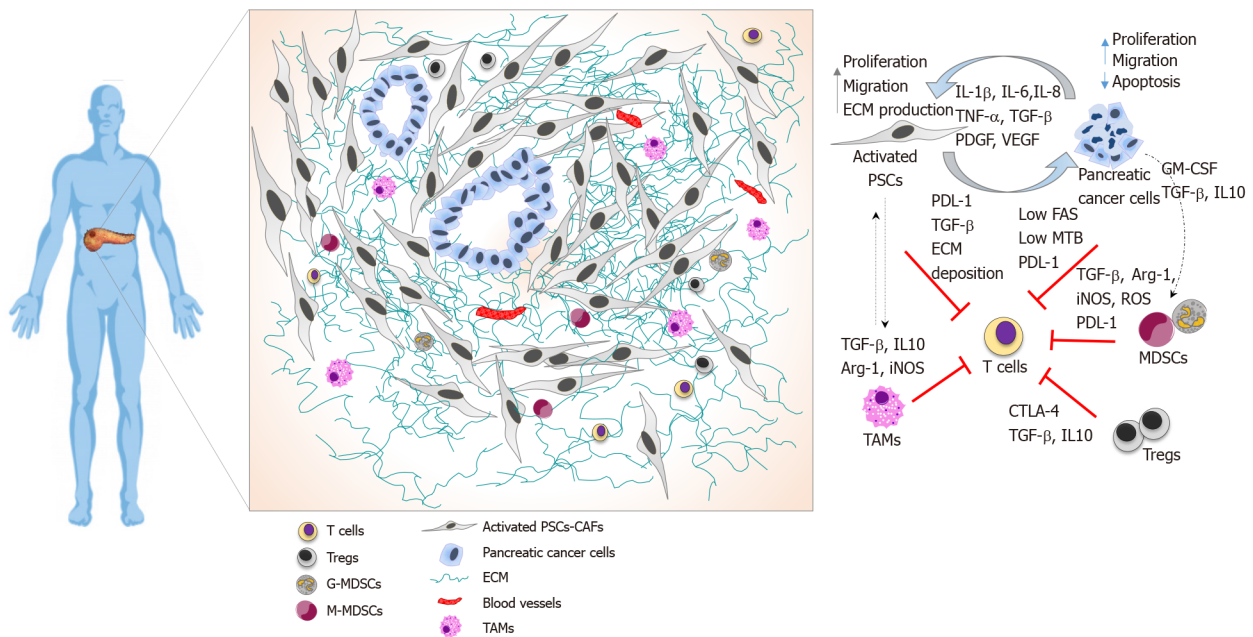 Proliferation
Migration
ECM production
Activated
PSCs
IL-1β, IL-6,IL-8
TNF-α, TGF-β
PDGF, VEGF
Proliferation
Migration
Apoptosis
Pancreatic
cancer cells
GM-CSF
TGF-β, IL10
PDL-1
TGF-β
ECM
deposition
Low FAS
Low MTB
PDL-1
TGF-β, Arg-1,
iNOS, ROS
PDL-1
MDSCs
T cells
TGF-β, IL10
Arg-1, iNOS
TAMs
CTLA-4
TGF-β, IL10
Tregs
T cells
Tregs
G-MDSCs
M-MDSCs
Activated PSCs-CAFs
Pancreatic cancer cells
ECM
Blood vessels
TAMs